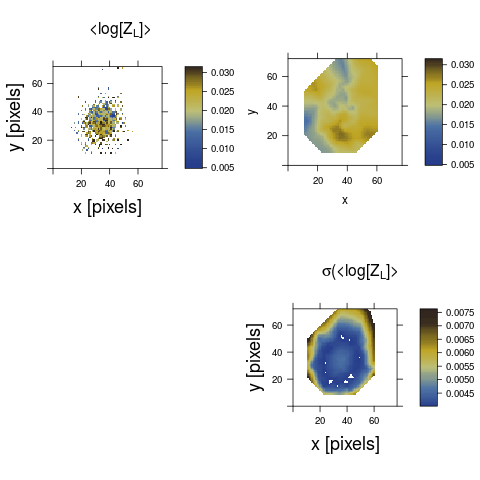 <log[Z_L]>
60
40
20
20 40 60
y [pixels]
x [pixels]
0.030
0.025
0.020
0.015
0.010
0.005
60
40
20
20 40 60
y
x
0.030
0.025
0.020
0.015
0.010
0.005
σ(<log[Z_L]>
60
40
20
20 40 60
y [pixels]
x [pixels]
0.0075
0.0070
0.0065
0.0060
0.0055
0.0050
0.0045